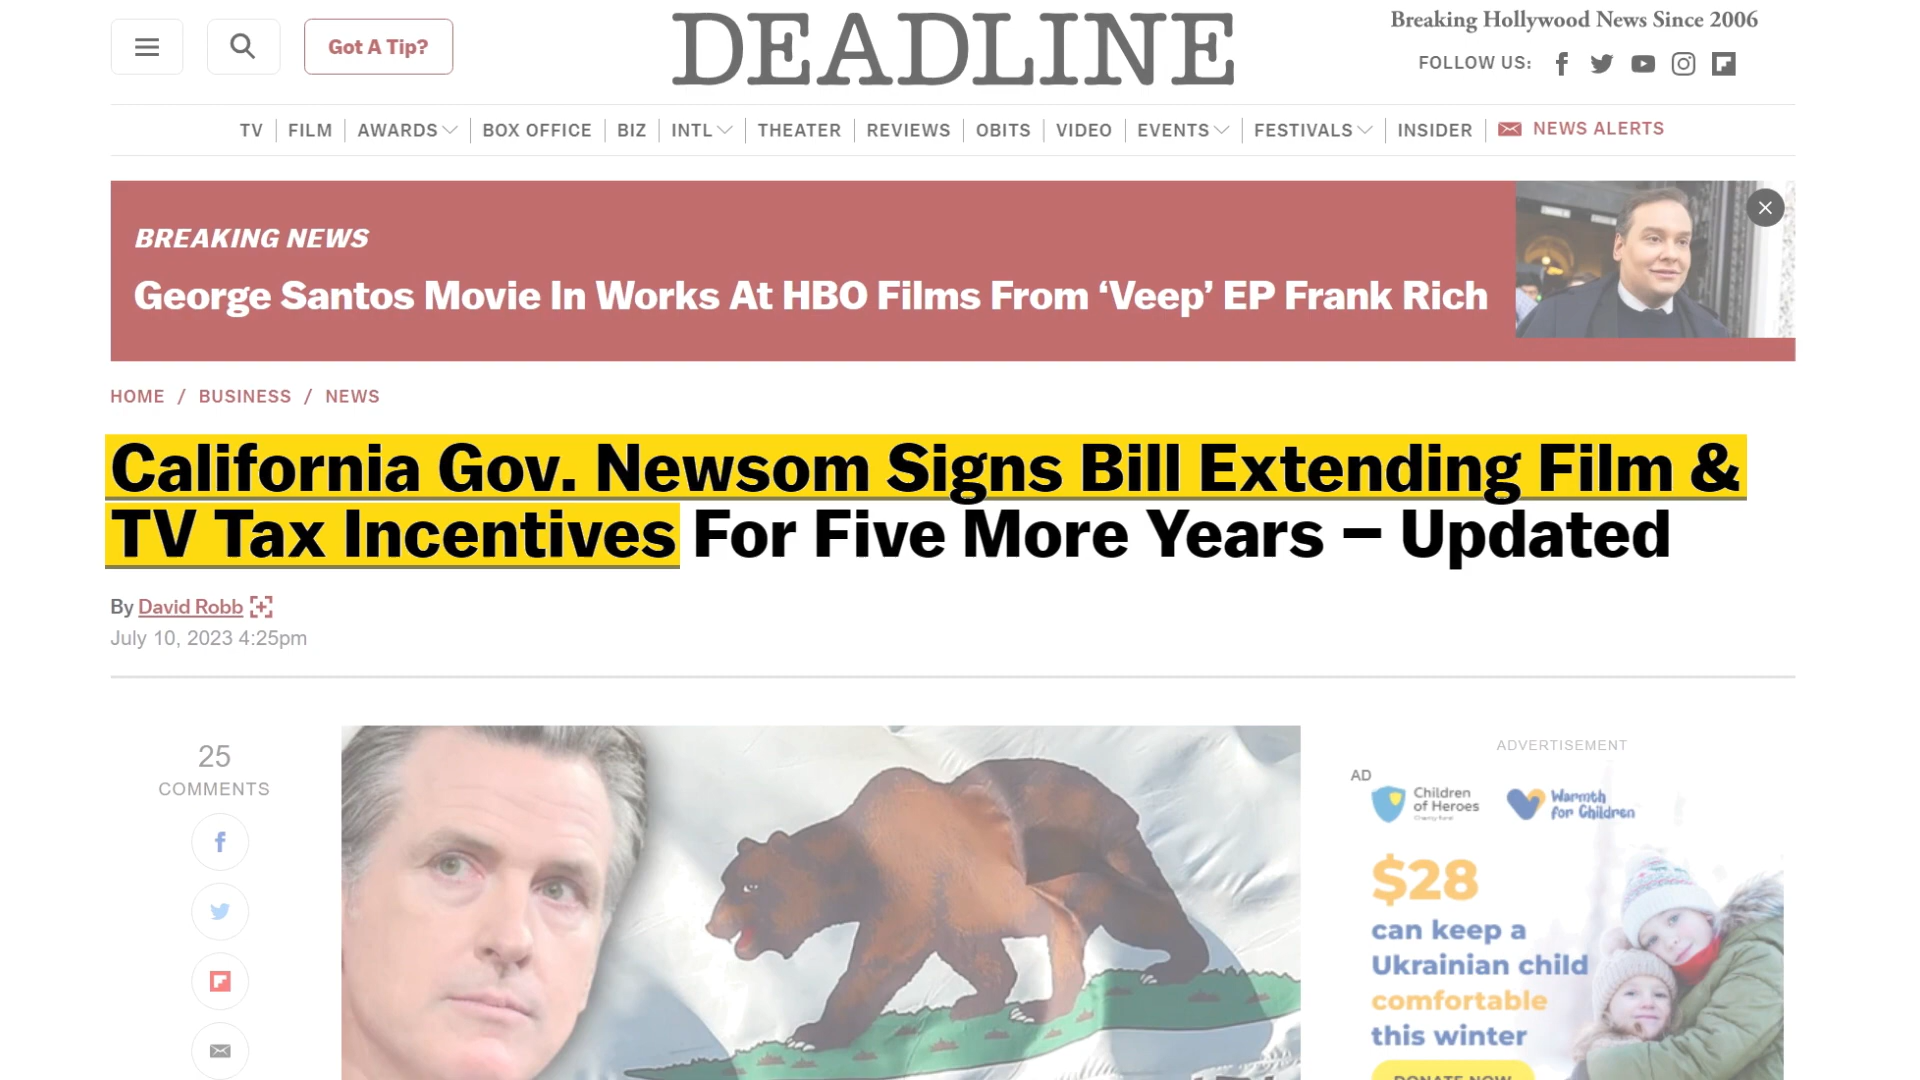 Got A Tip?
DEADLINE
Breaking Hollywood News Since 2006
FOLLOW US:
TV FILM AWARDS BOX OFFICE BIZ INTL THEATER REVIEWS OBITS VIDEO EVENTS FESTIVALS INSIDER NEWS ALERTS
BREAKING NEWS
George Santos Movie In Works At HBO Films From ‘Veep’ EP Frank Rich
HOME / BUSINESS / NEWS
California Gov. Newsom Signs Bill Extending Film &
TV Tax Incentives For Five More Years — Updated
By David Robb
July 10, 2023 4:25pm
25
COMMENTS
ADVERTISEMENT
AD
Children
of Heroes
Charity Fund
Warmth
for Children
$28
can keep a
Ukrainian child
comfortable
this winter
DONATE NOW